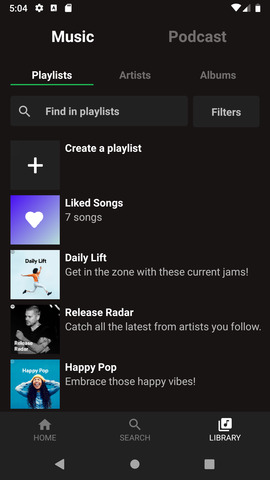 5:04
Music Podcast
Playlists Artists Albums
Find in playlists Filters
Create a playlist
Liked Songs
7 songs
Daily Lift
Daily Lift
Get in the zone with these current jams!
Release Radar
Catch all the latest from artists you follow.
Release
Radar
Happy Pop
Happy Pop
Embrace those happy vibes!
HOME SEARCH LIBRARY